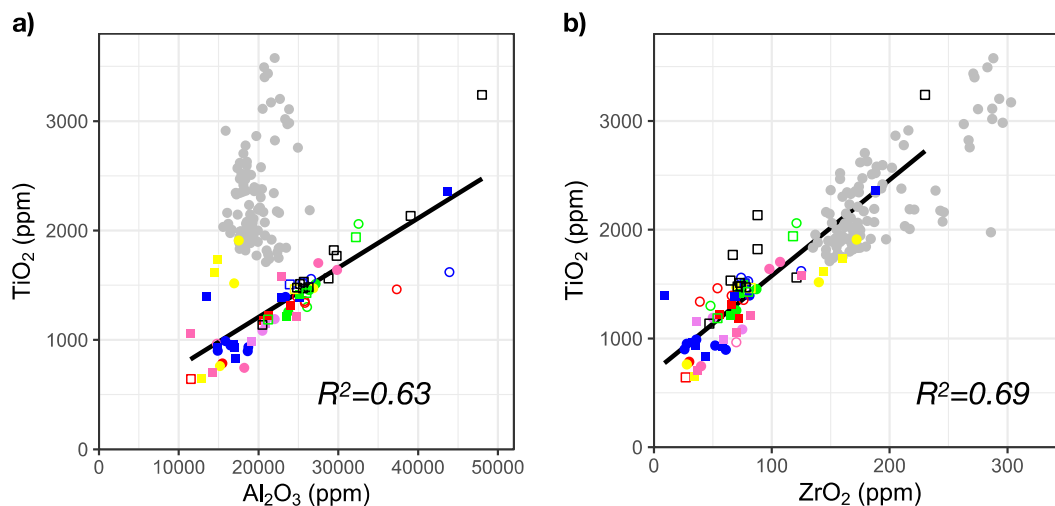 a)
TiO₂ (ppm)
3000
2000
1000
0
R²=0.63
0 10000 20000 30000 40000 50000
Al₂O₃ (ppm)
b)
TiO₂ (ppm)
3000
2000
1000
0
R²=0.69
0 100 200 300
ZrO₂ (ppm)